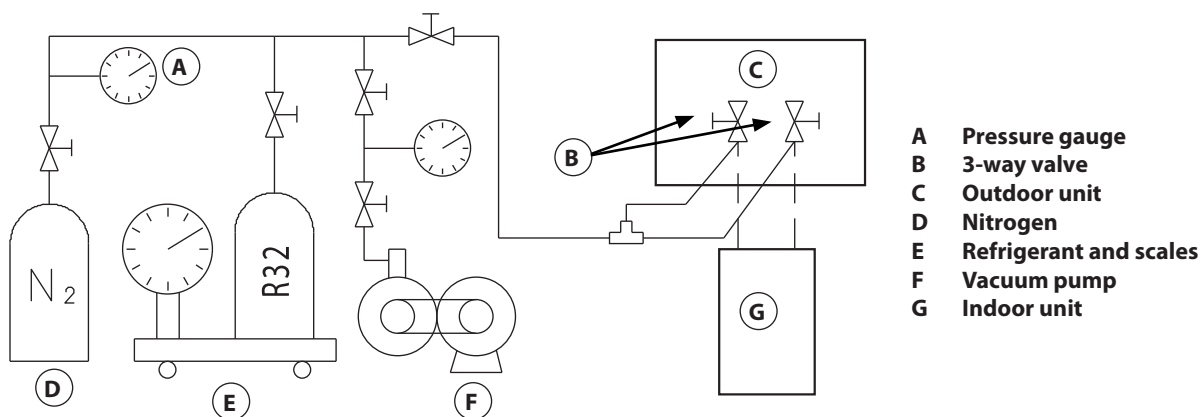 A
C
B
N₂
R32
D
E
F
G
A Pressure gauge
B 3-way valve
C Outdoor unit
D Nitrogen
E Refrigerant and scales
F Vacuum pump
G Indoor unit